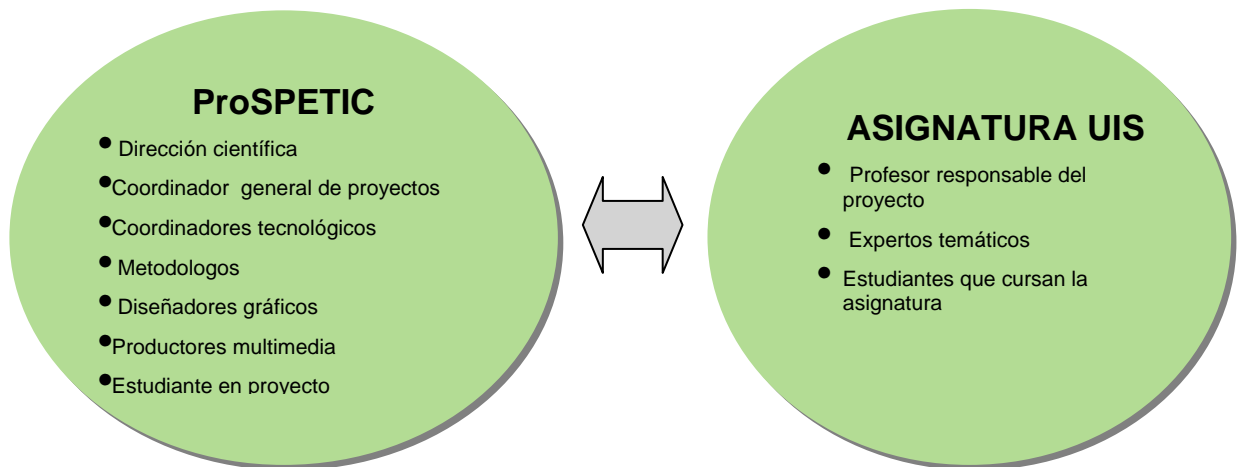 ProSPETIC
• Dirección científica
•Coordinador general de proyectos
•Coordinadores tecnológicos
• Metodologos
• Diseñadores gráficos
•Productores multimedia
•Estudiante en proyecto
ASIGNATURA UIS
• Profesor responsable del
proyecto
• Expertos temáticos
• Estudiantes que cursan la
asignatura